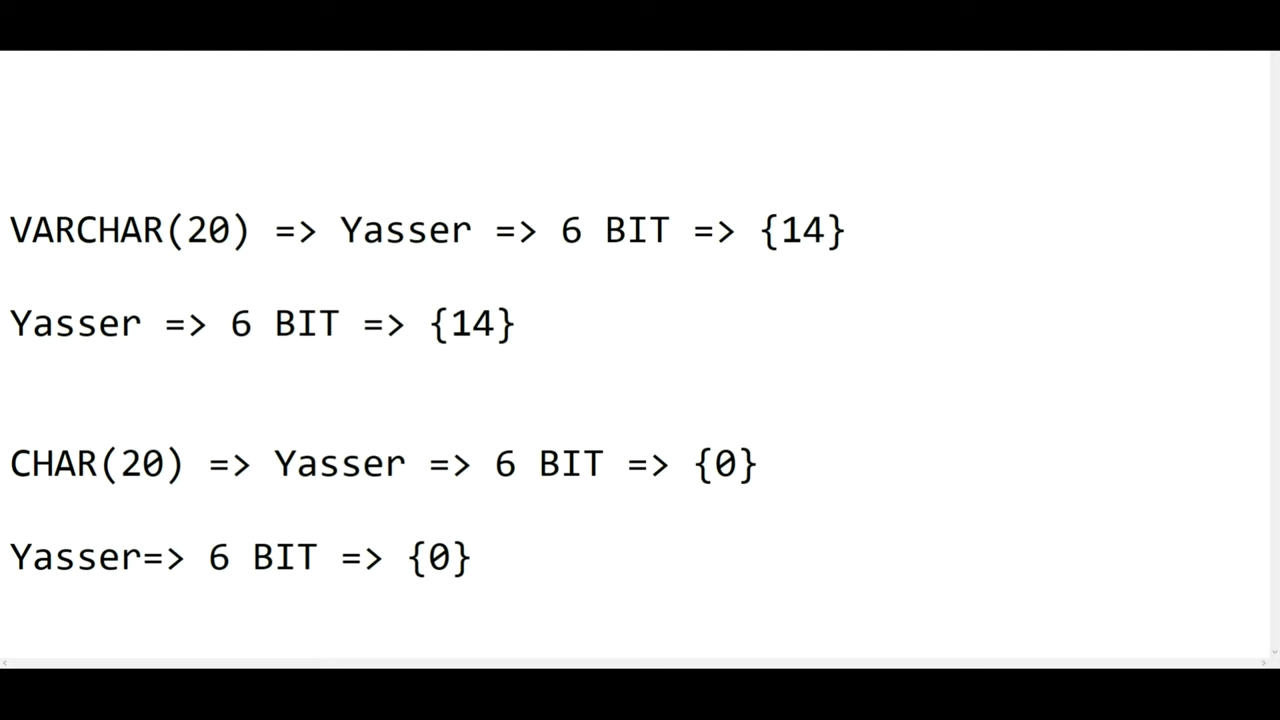 VARCHAR(20) => Yasser => 6 BIT => {14}
Yasser => 6 BIT => {14}
CHAR(20) => Yasser => 6 BIT => {0}
Yasser=> 6 BIT => {0}